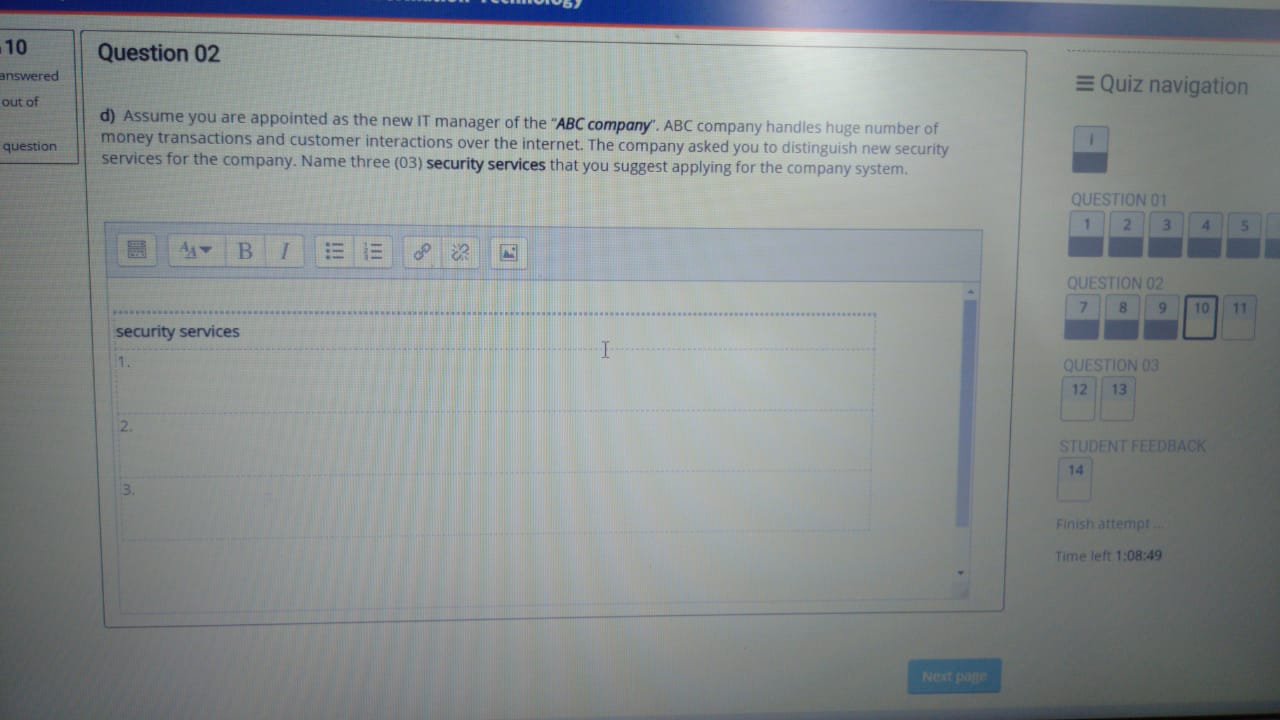 Technology
10
answered
out of
question
Question 02
d) Assume you are appointed as the new IT manager of the "ABC company". ABC company handles huge number of
money transactions and customer interactions over the internet. The company asked you to distinguish new security
services for the company. Name three (03) security services that you suggest applying for the company system.
B I
security services
1.
2.
3.
Next page
Quiz navigation
i
QUESTION 01
1 2 3 4 5
QUESTION 02
7 8 9 10 11
QUESTION 03
12 13
STUDENT FEEDBACK
14
Finish attempt ...
Time left 1:08:49